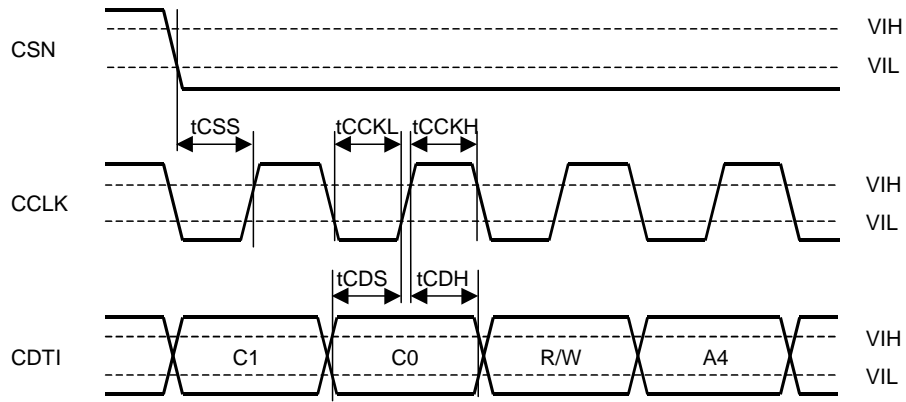 CSN
VIH
VIL
tCSS
tCCKL
tCCKH
CCLK
VIH
VIL
tCDS
tCDH
CDTI
C1
C0
R/W
A4
VIH
VIL